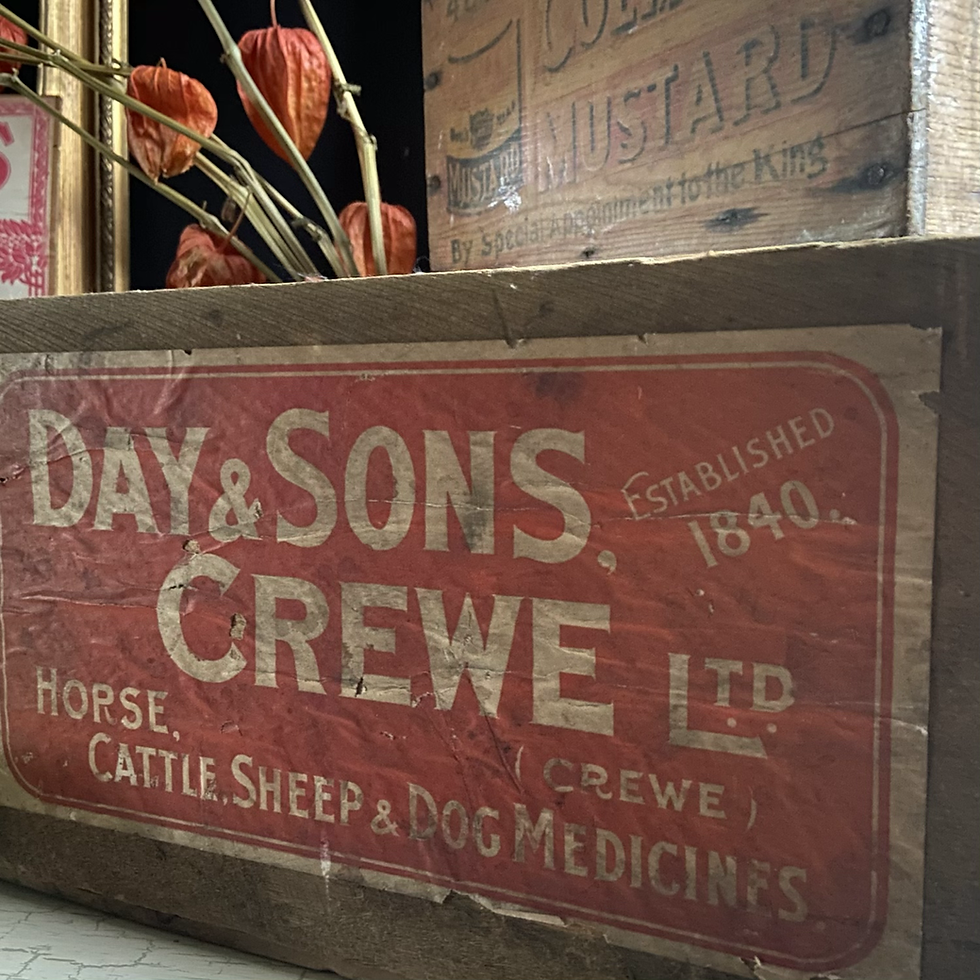 MUSTARD
MUSTARD
By Special Appointment to the King
DAY & SONS,
CREWE LTD.
ESTABLISHED
1840.
(CREWE)
HORSE,
CATTLE, SHEEP & DOG MEDICINES